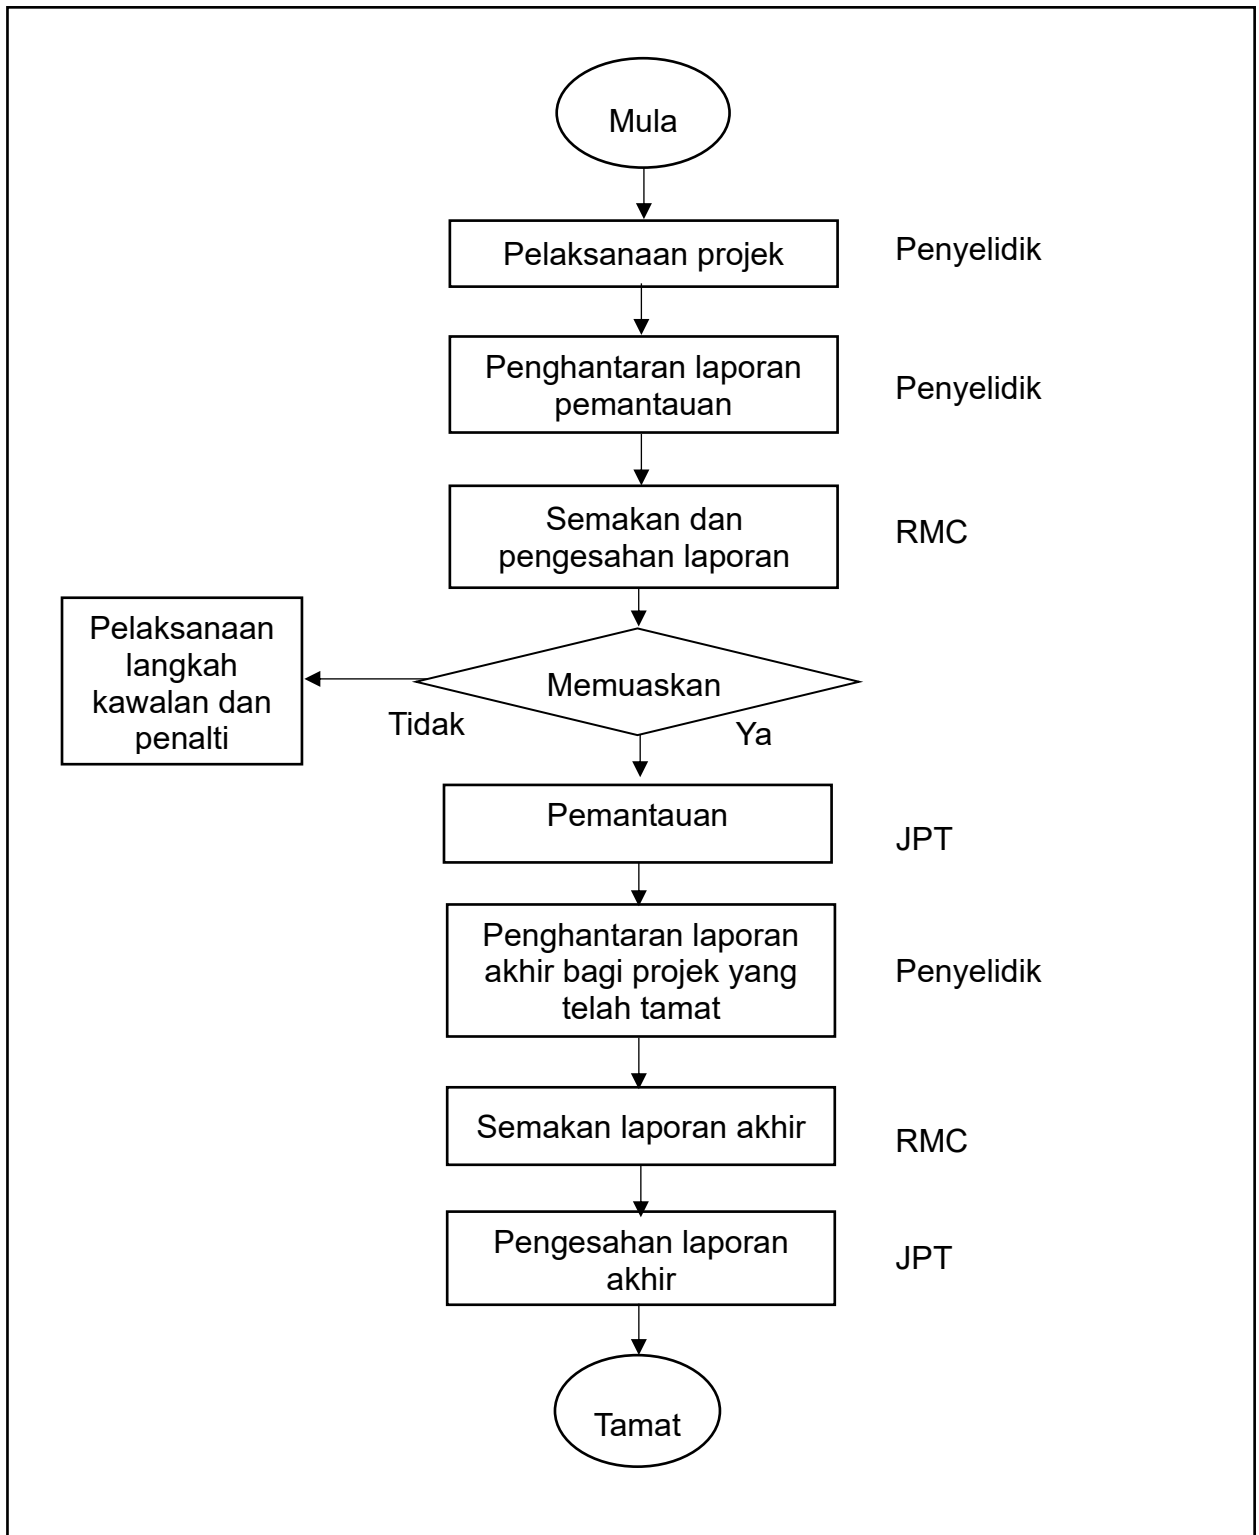 Mula
Pelaksanaan projek
Penyelidik
Penghantaran laporan
pemantauan
Penyelidik
Semakan dan
pengesahan laporan
RMC
Pelaksanaan
langkah
kawalan dan
penalti
Memuaskan
Tidak
Ya
Pemantauan
JPT
Penghantaran laporan
akhir bagi projek yang
telah tamat
Penyelidik
Semakan laporan akhir
RMC
Pengesahan laporan
akhir
JPT
Tamat